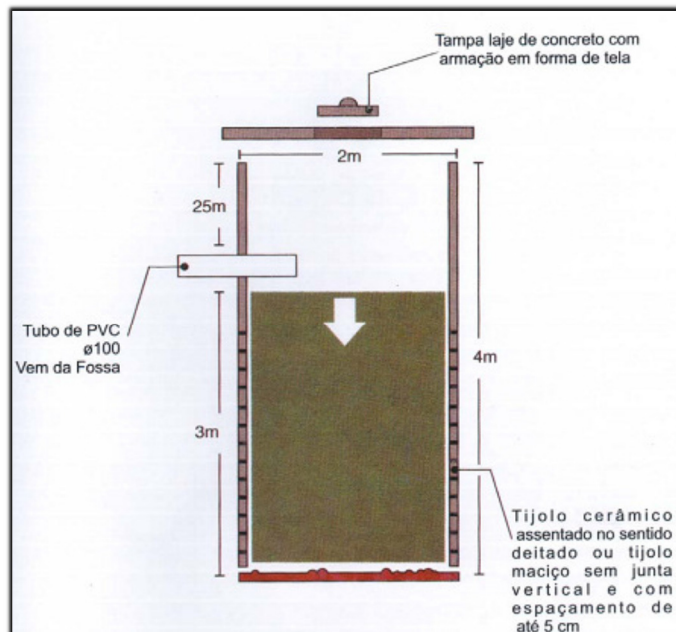 Tampa laje de concreto com
armação em forma de tela
2m
25m
Tubo de PVC
ø100
Vem da Fossa
4m
3m
Tijolo cerâmico
assentado no sentido
deitado ou tijolo
maciço sem junta
vertical e com
espaçamento de
até 5 cm